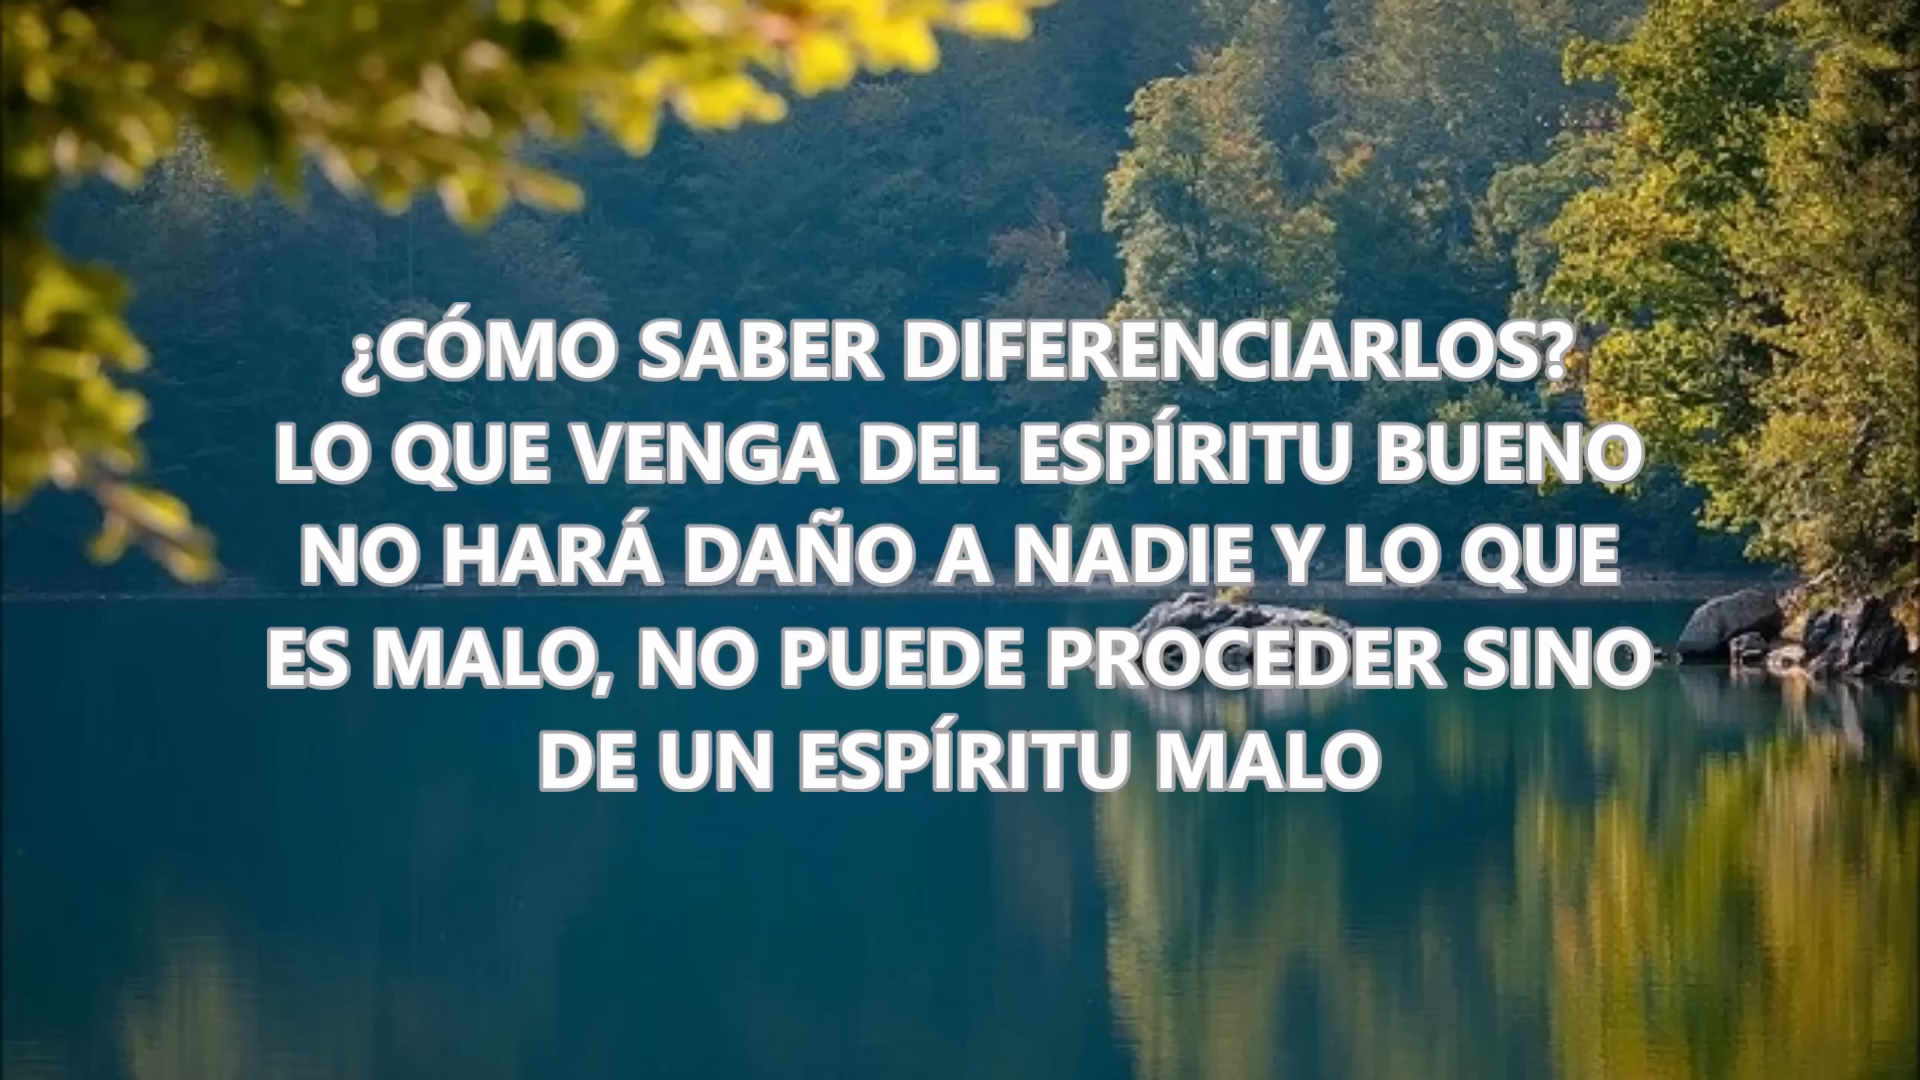 ¿CÓMO SABER DIFERENCIARLOS?
LO QUE VENGA DEL ESPÍRITU BUENO
NO HARÁ DAÑO A NADIE Y LO QUE
ES MALO, NO PUEDE PROCEDER SINO
DE UN ESPÍRITU MALO